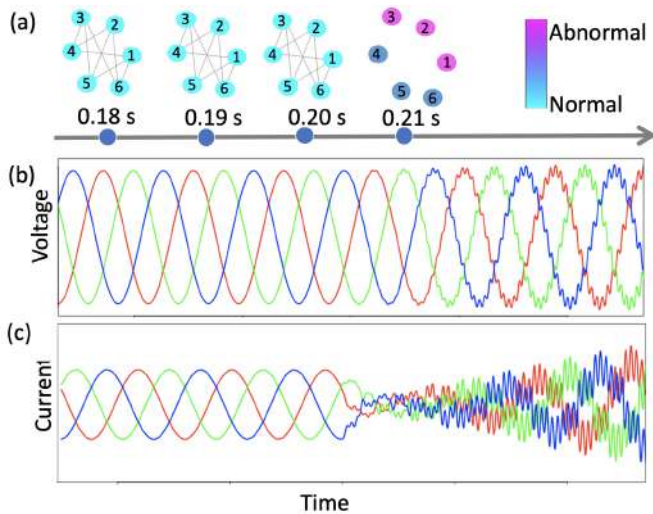 (a)
3 2 1 4 5 6
3 2 1 4 5 6
3 2 1 4 5 6
3 2 1 4 5 6
Abnormal
Normal
0.18 s 0.19 s 0.20 s 0.21 s
(b)
Voltage
(c)
Current
Time